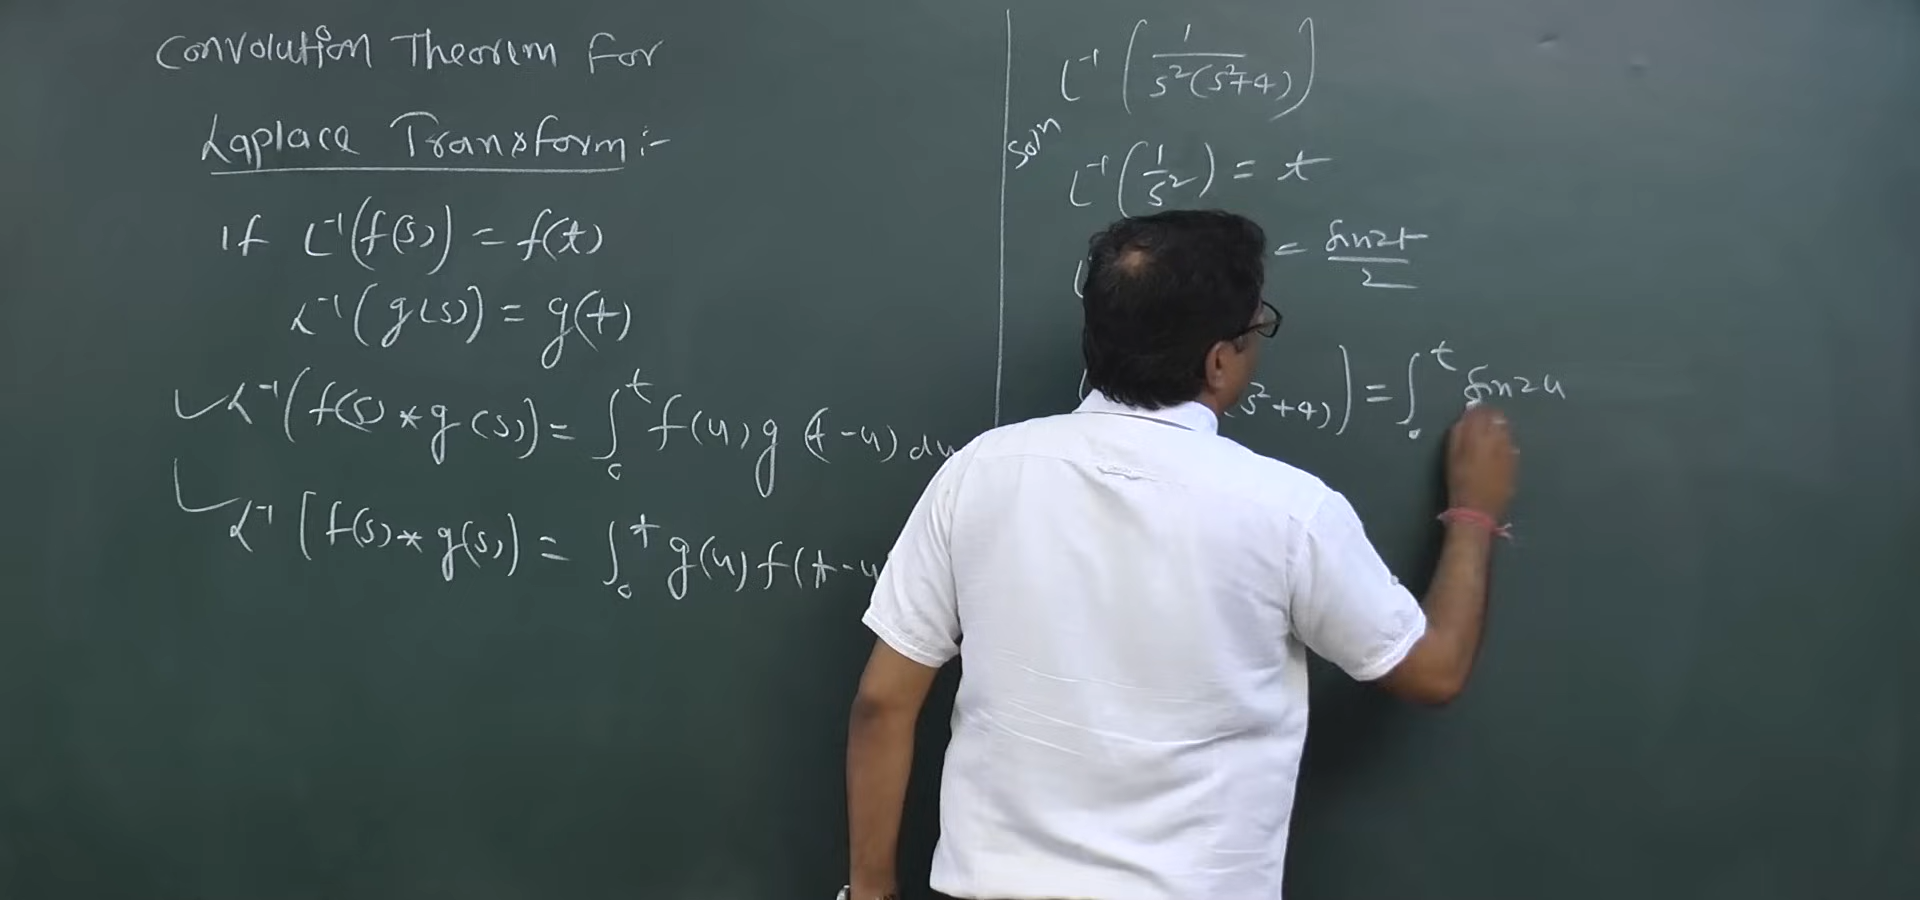 Convolution Theorem For
Laplace Transform:-
If L⁻¹(f(s)) = f(t)
L⁻¹(g(s)) = g(t)
✓ L⁻¹(f(s) * g(s)) = ∫₀ᵗ f(u) g(t-u) du
✓ L⁻¹[f(s) * g(s)) = ∫₀ᵗ g(u) f(t-u
L⁻¹(1/s²(s²+4))
Solⁿ
L⁻¹(1/s²) = t
= sin2t/2
(s²+4)) = ∫₀ᵗ sin2u